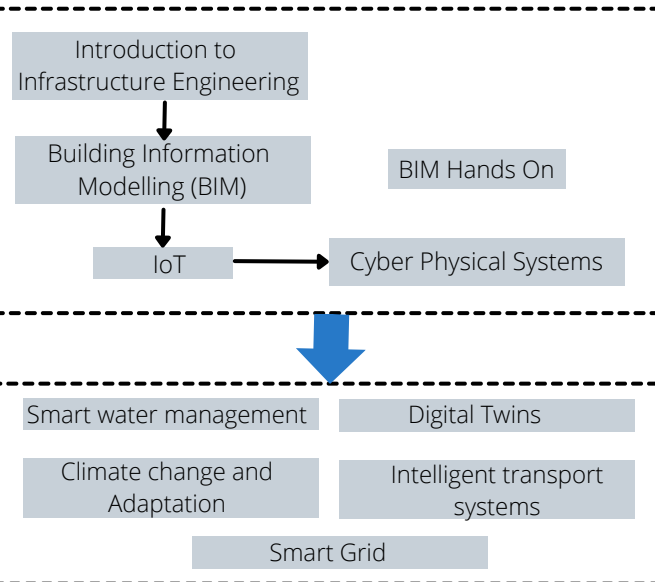 Introduction to
Infrastructure Engineering
Building Information
Modelling (BIM)
BIM Hands On
IoT
Cyber Physical Systems
Smart water management
Digital Twins
Climate change and
Adaptation
Intelligent transport
systems
Smart Grid